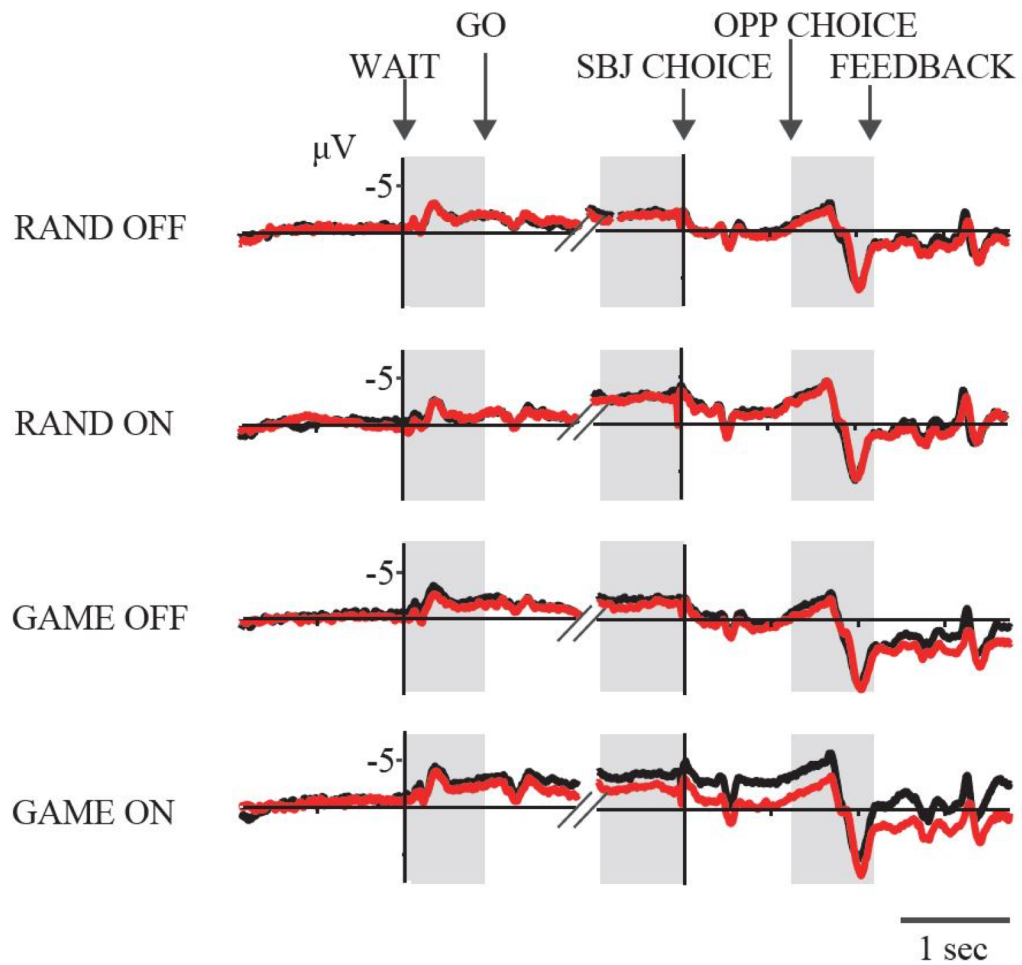 GO
OPP CHOICE
WAIT
SBJ CHOICE
FEEDBACK
µV
-5
RAND OFF
-5
RAND ON
-5
GAME OFF
-5
GAME ON
1 sec